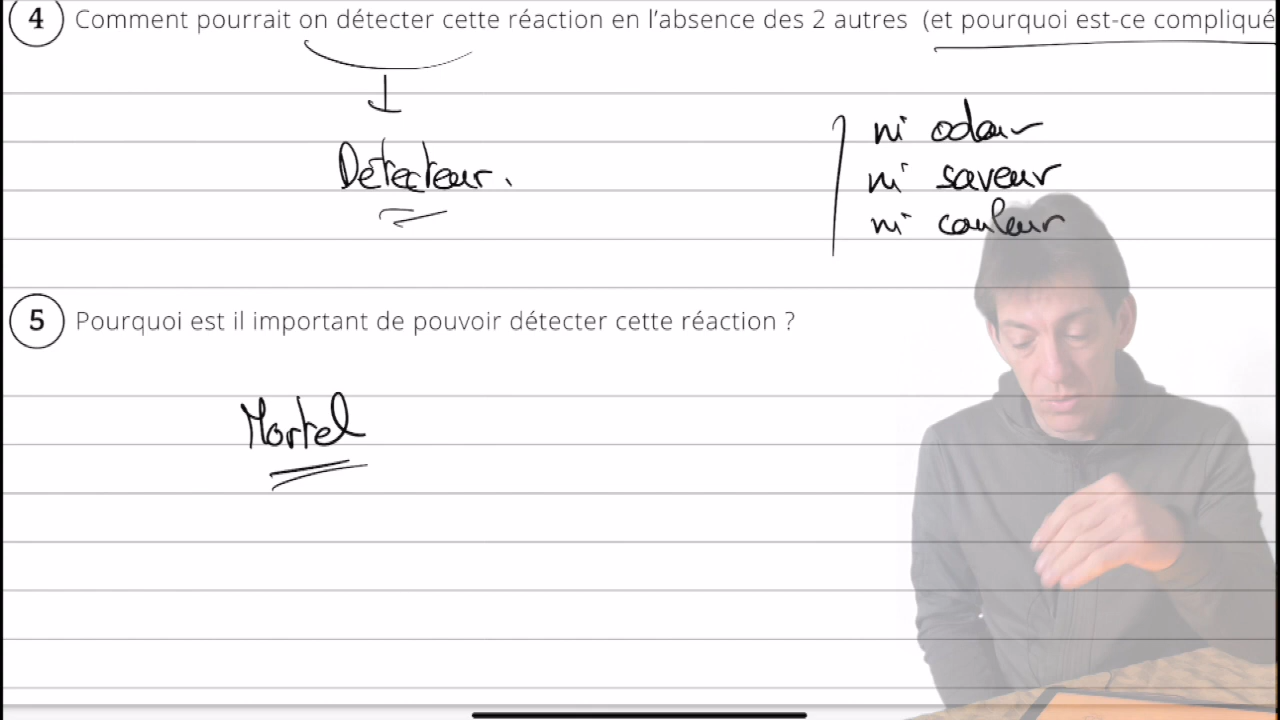 4 Comment pourrait on détecter cette réaction en l'absence des 2 autres (et pourquoi est-ce compliqué
Détecteur.
ni odeur
ni saveur
ni couleur
5 Pourquoi est il important de pouvoir détecter cette réaction ?
Mortel